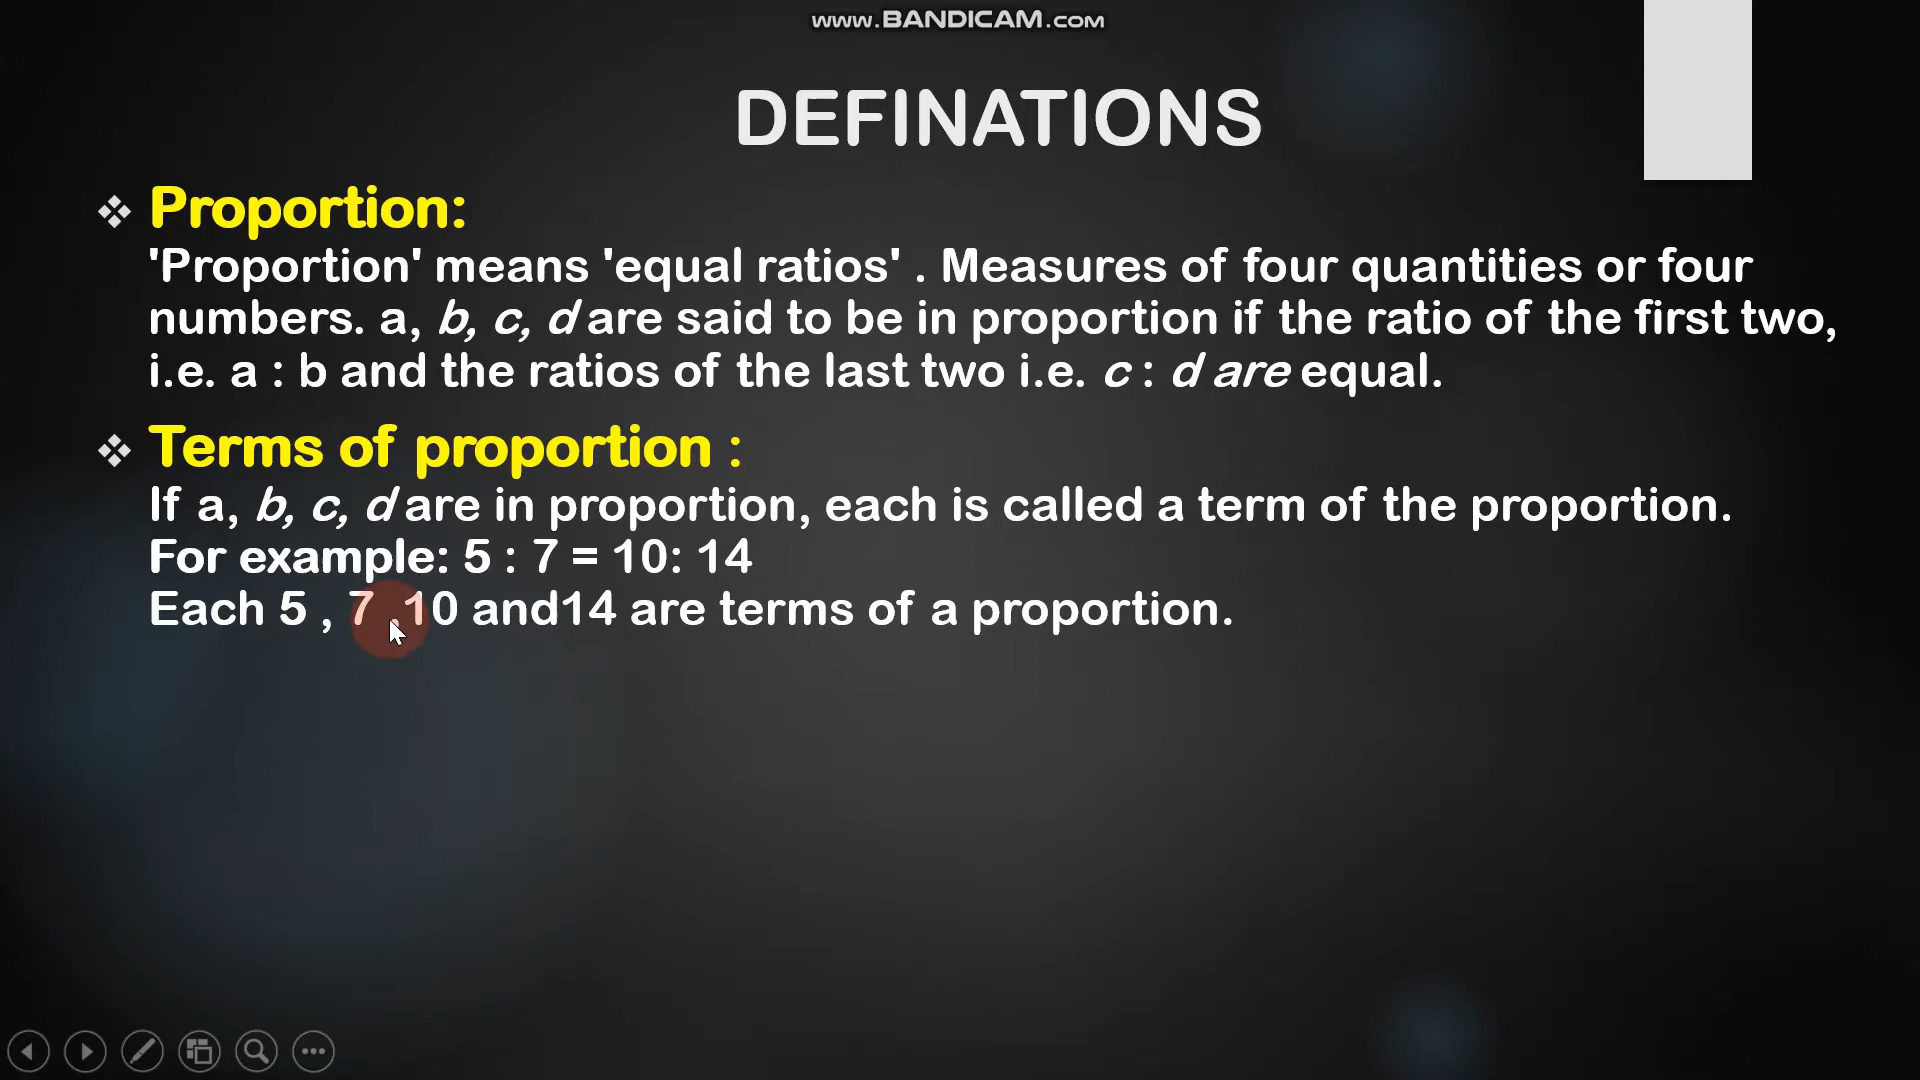 www.BANDICAM.com
DEFINATIONS
Proportion:
'Proportion' means 'equal ratios' . Measures of four quantities or four
numbers. a, b, c, d are said to be in proportion if the ratio of the first two,
i.e. a : b and the ratios of the last two i.e. c : d are equal.
Terms of proportion :
If a, b, c, d are in proportion, each is called a term of the proportion.
For example: 5 : 7 = 10: 14
Each 5 , 7 ,10 and14 are terms of a proportion.